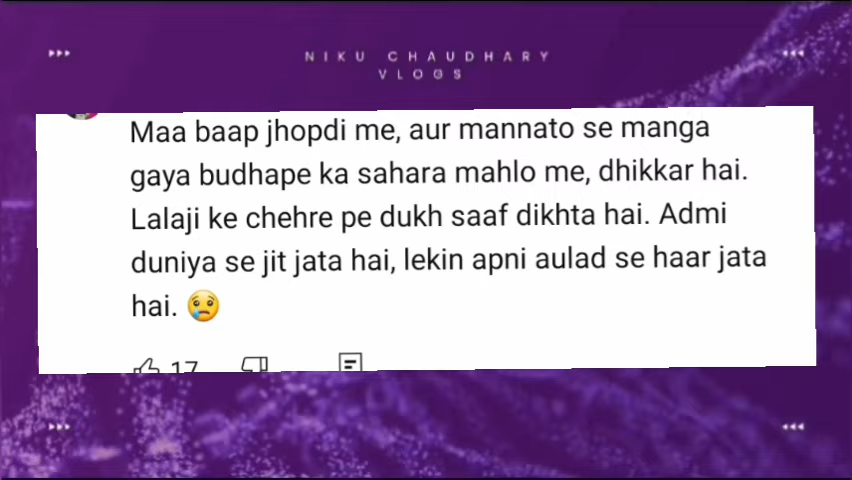 NIKU CHAUDHARY
VLOGS
Maa baap jhopdi me, aur mannato se manga
gaya budhape ka sahara mahlo me, dhikkar hai.
Lalaji ke chehre pe dukh saaf dikhta hai. Admi
duniya se jit jata hai, lekin apni aulad se haar jata
hai. 😢
17